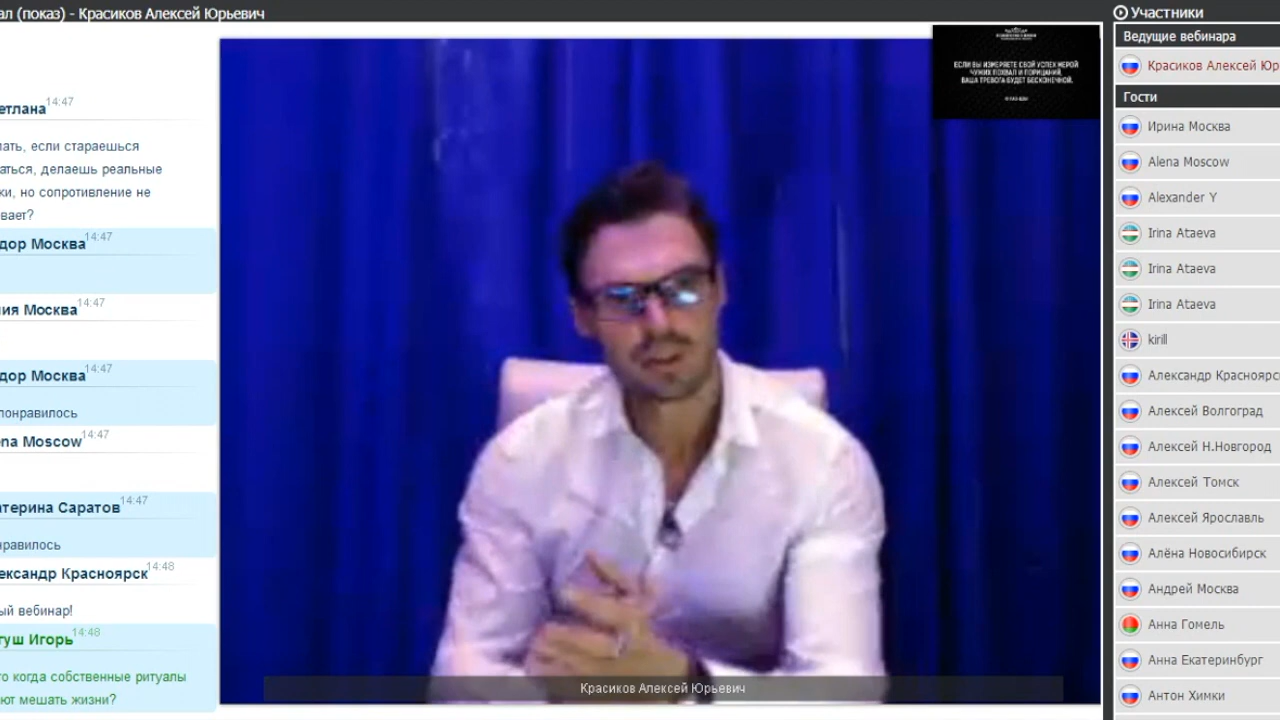 ал (показ) - Красиков Алексей Юрьевич
етлана 14:47
лать, если стараешься
аться, делаешь реальные
ки, но сопротивление не
вает?
дор Москва 14:47
ия Москва 14:47
дор Москва 14:47
понравилось
na Moscow 14:47
атерина Саратов 14:47
нравилось
ександр Красноярск 14:48
ый вебинар!
гуш Игорь 14:48
то когда собственные ритуалы
ют мешать жизни?
ЕСЛИ ВЫ ИЗМЕРЯЕТЕ СВОЙ УСПЕХ МЕРОЙ
ЧУЖИХ ПОХВАЛ И ПОРИЦАНИЙ,
ВАША ТРЕВОГА БУДЕТ БЕСКОНЕЧНОЙ.
Красиков Алексей Юрьевич
Участники
Ведущие вебинара
Красиков Алексей Юр
Гости
Ирина Москва
Alena Moscow
Alexander Y
Irina Ataeva
Irina Ataeva
Irina Ataeva
kirill
Александр Красноярс
Алексей Волгоград
Алексей Н.Новгород
Алексей Томск
Алексей Ярославль
Алёна Новосибирск
Андрей Москва
Анна Гомель
Анна Екатеринбург
Антон Химки